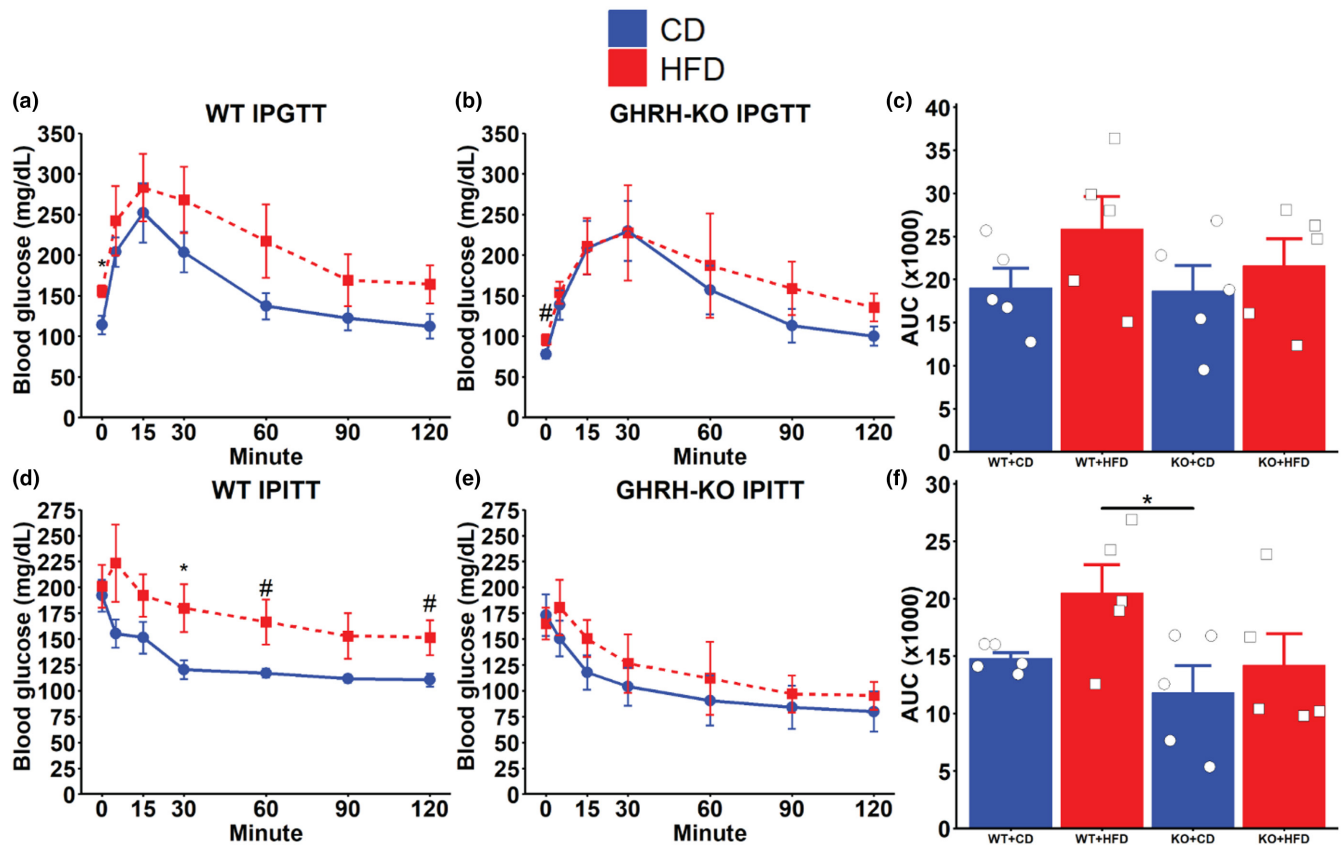 CD
HFD
(a)
WT IPGTT
Blood glucose (mg/dL)
350
300
250
200
150
100
50
0
*
0 15 30 60 90 120
Minute
(b)
GHRH-KO IPGTT
Blood glucose (mg/dL)
350
300
250
200
150
100
50
0
#
0 15 30 60 90 120
Minute
(c)
AUC (x1000)
40
35
30
25
20
15
10
5
0
WT+CD WT+HFD KO+CD KO+HFD
(d)
WT IPITT
Blood glucose (mg/dL)
275
250
225
200
175
150
125
100
75
50
25
0
* # #
0 15 30 60 90 120
Minute
(e)
GHRH-KO IPITT
Blood glucose (mg/dL)
275
250
225
200
175
150
125
100
75
50
25
0
0 15 30 60 90 120
Minute
(f)
AUC (x1000)
30
25
20
15
10
5
0
*
WT+CD WT+HFD KO+CD KO+HFD